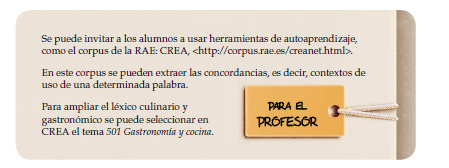 Se puede invitar a los alumnos a usar herramientas de autoaprendizaje,
como el corpus de la RAE: CREA, <http://corpus.rae.es/creanet.html>.
En este corpus se pueden extraer las concordancias, es decir, contextos de
uso de una determinada palabra.
Para ampliar el léxico culinario y
gastronómico se puede seleccionar en
CREA el tema 501 Gastronomía y cocina.
PARA EL
PROFESOR